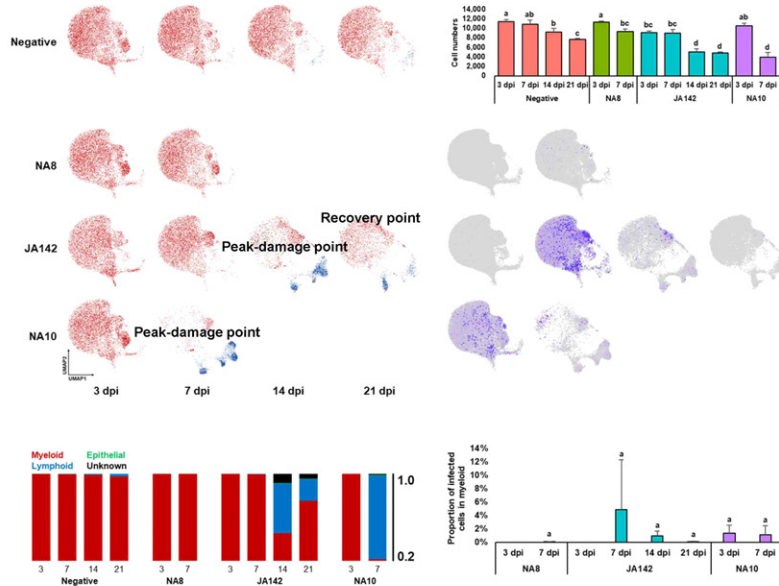 Negative
NA8
JA142
NA10
Peak-damage point
Recovery point
Peak-damage point
UMAP2
UMAP1
3 dpi 7 dpi 14 dpi 21 dpi
Cell numbers
14,000
12,000
10,000
8,000
6,000
4,000
2,000
0
a ab b c a bc bc bc d d ab d
3 dpi 7 dpi 14 dpi 21 dpi 3 dpi 7 dpi 3 dpi 7 dpi 14 dpi 21 dpi 3 dpi 7 dpi
Negative NA8 JA142 NA10
Myeloid Epithelial
Lymphoid Unknown
1.0
0.2
3 7 14 21 3 7 3 7 14 21 3 7
Negative NA8 JA142 NA10
Proportion of infected
cells in myeloid
14%
12%
10%
8%
6%
4%
2%
0%
a a a a a a
3 dpi 7 dpi 3 dpi 7 dpi 14 dpi 21 dpi 3 dpi 7 dpi
NA8 JA142 NA10